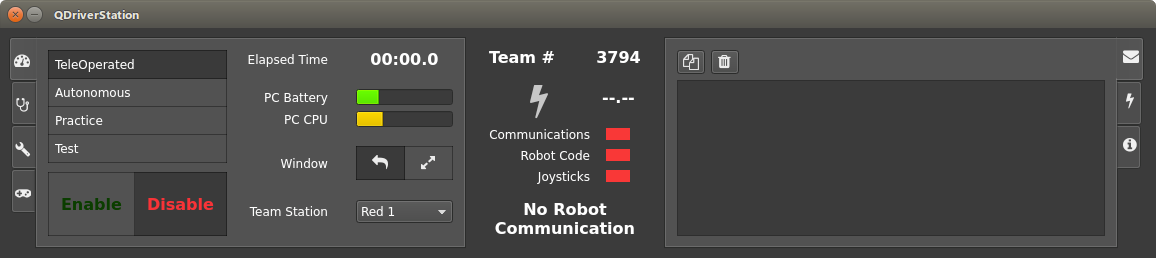 QDriverStation
TeleOperated
Autonomous
Practice
Test
Enable
Disable
Elapsed Time
00:00.0
PC Battery
PC CPU
Window
Team Station
Red 1
Team #
3794
--.--
Communications
Robot Code
Joysticks
No Robot
Communication